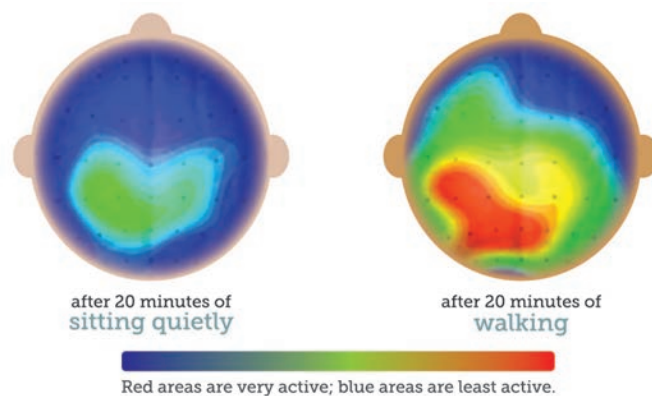 after 20 minutes of
sitting quietly
after 20 minutes of
walking
Red areas are very active; blue areas are least active.